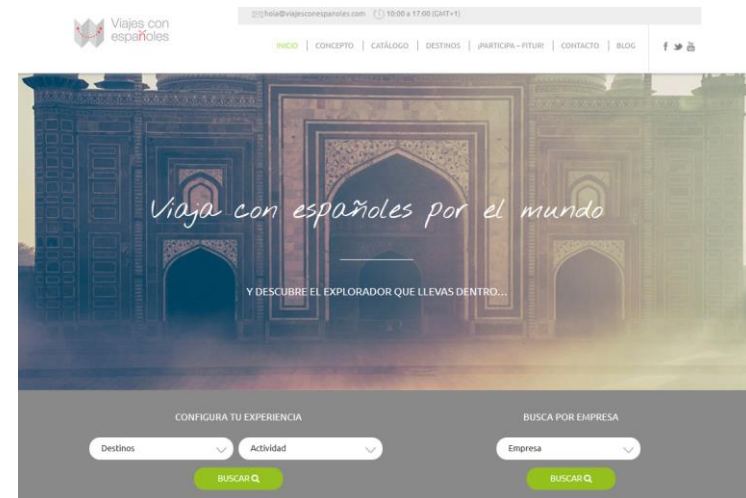 hola@viajesconespanoles.com 10:00 a 17:00 (GMT+1)
Viajes con
españoles
INICIO | CONCEPTO | CATÁLOGO | DESTINOS | ¡PARTICIPA – FITUR! | CONTACTO | BLOG
Viaja con españoles por el mundo
Y DESCUBRE EL EXPLORADOR QUE LLEVAS DENTRO...
CONFIGURA TU EXPERIENCIA
BUSCA POR EMPRESA
Destinos
Actividad
Empresa
BUSCAR
BUSCAR